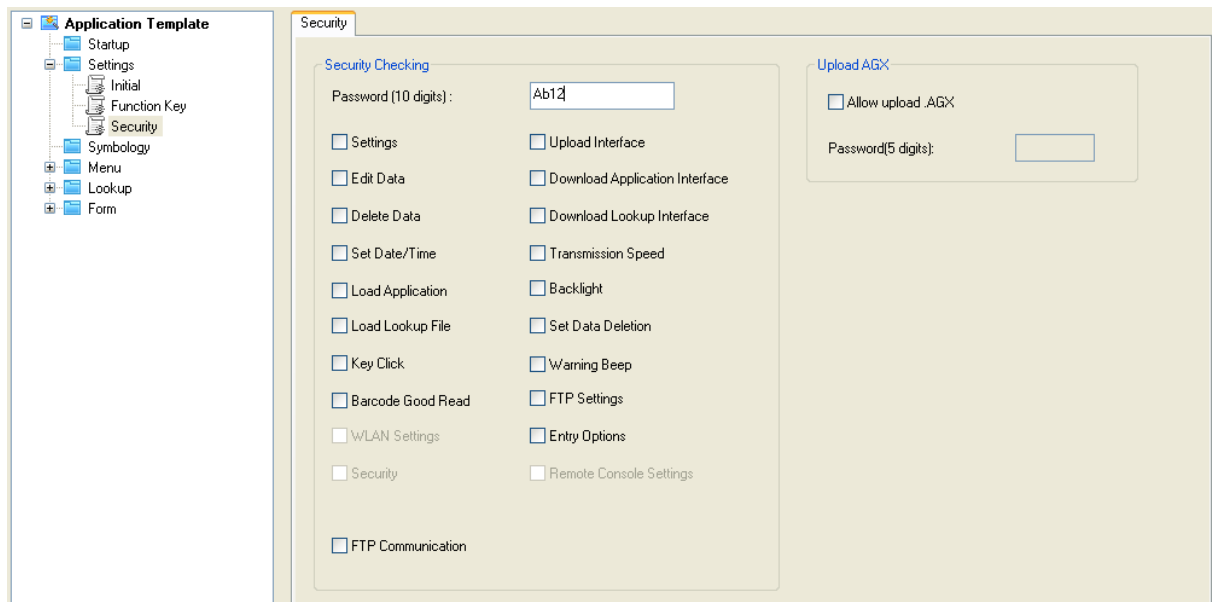 Application Template
Startup
Settings
Initial
Function Key
Security
Symbology
Menu
Lookup
Form
Security
Security Checking
Password (10 digits) : Ab12
Settings Upload Interface
Edit Data Download Application Interface
Delete Data Download Lookup Interface
Set Date/Time Transmission Speed
Load Application Backlight
Load Lookup File Set Data Deletion
Key Click Warning Beep
Barcode Good Read FTP Settings
WLAN Settings Entry Options
Security Remote Console Settings
FTP Communication
Upload AGX
Allow upload .AGX
Password(5 digits):